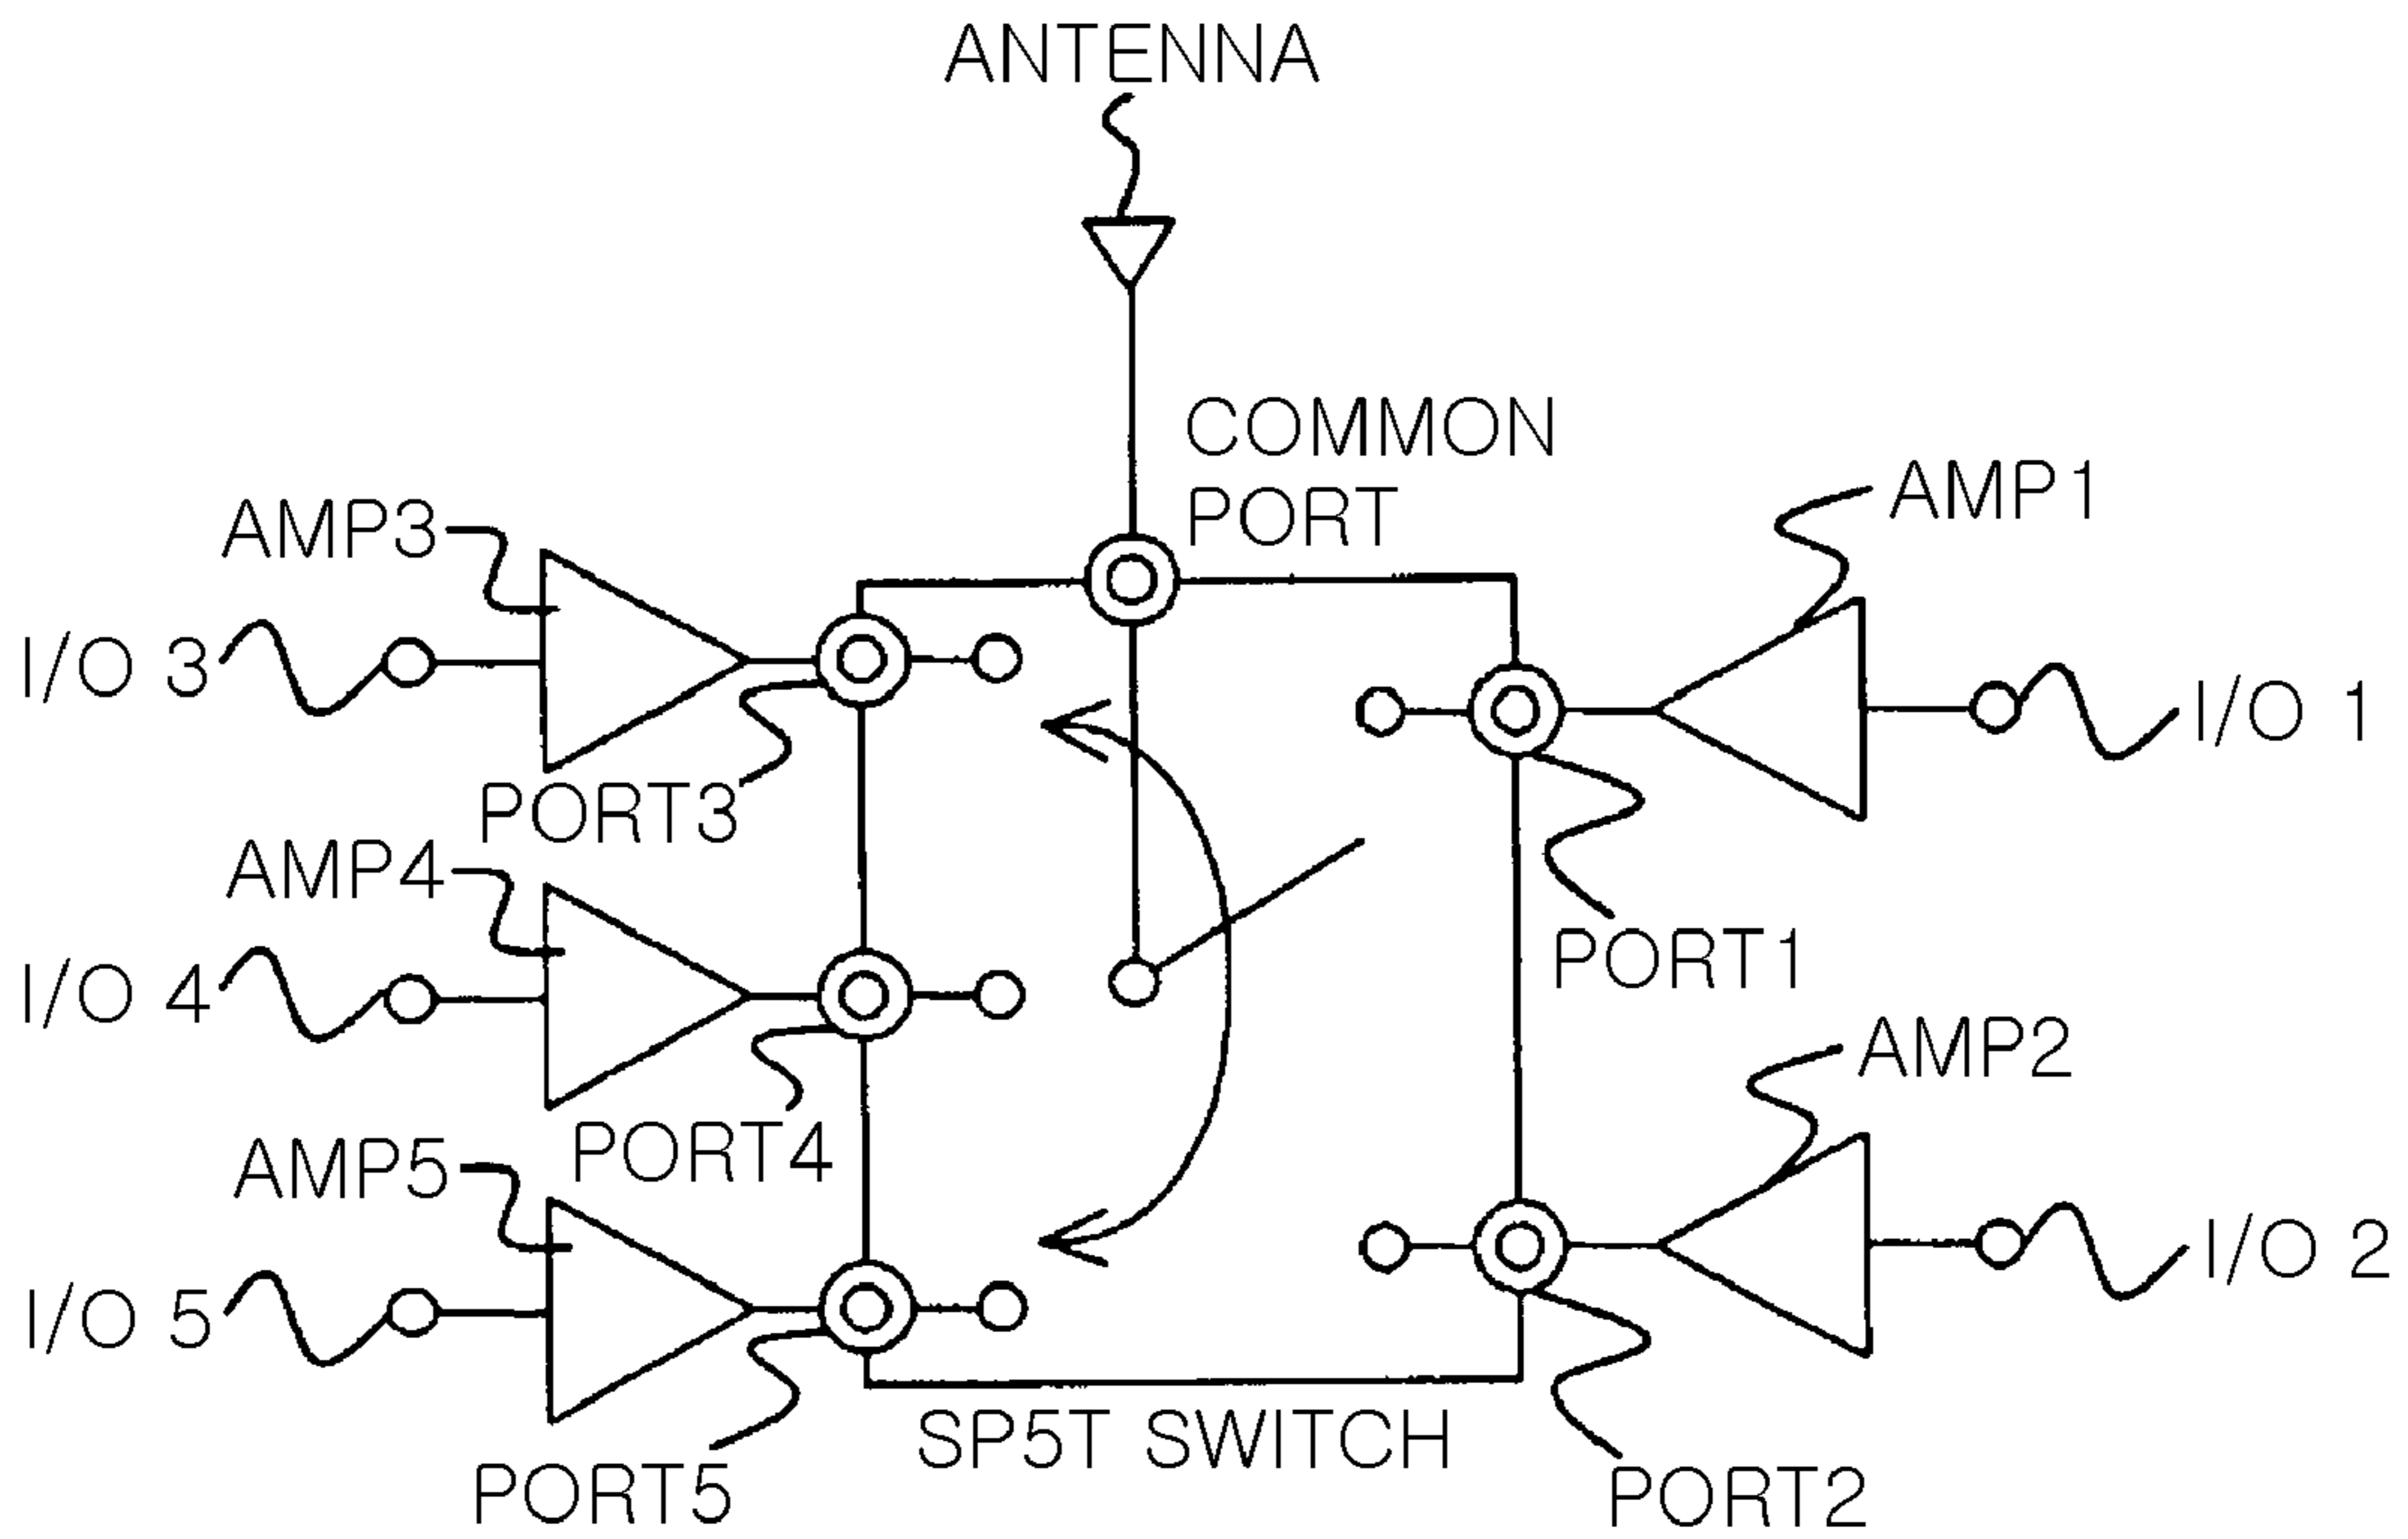 ANTENNA
COMMON
PORT
AMP1
AMP3
I/O 3
I/O 1
PORT3
AMP4
PORT1
I/O 4
AMP2
PORT4
AMP5
I/O 2
I/O 5
SP5T SWITCH
PORT5
PORT2